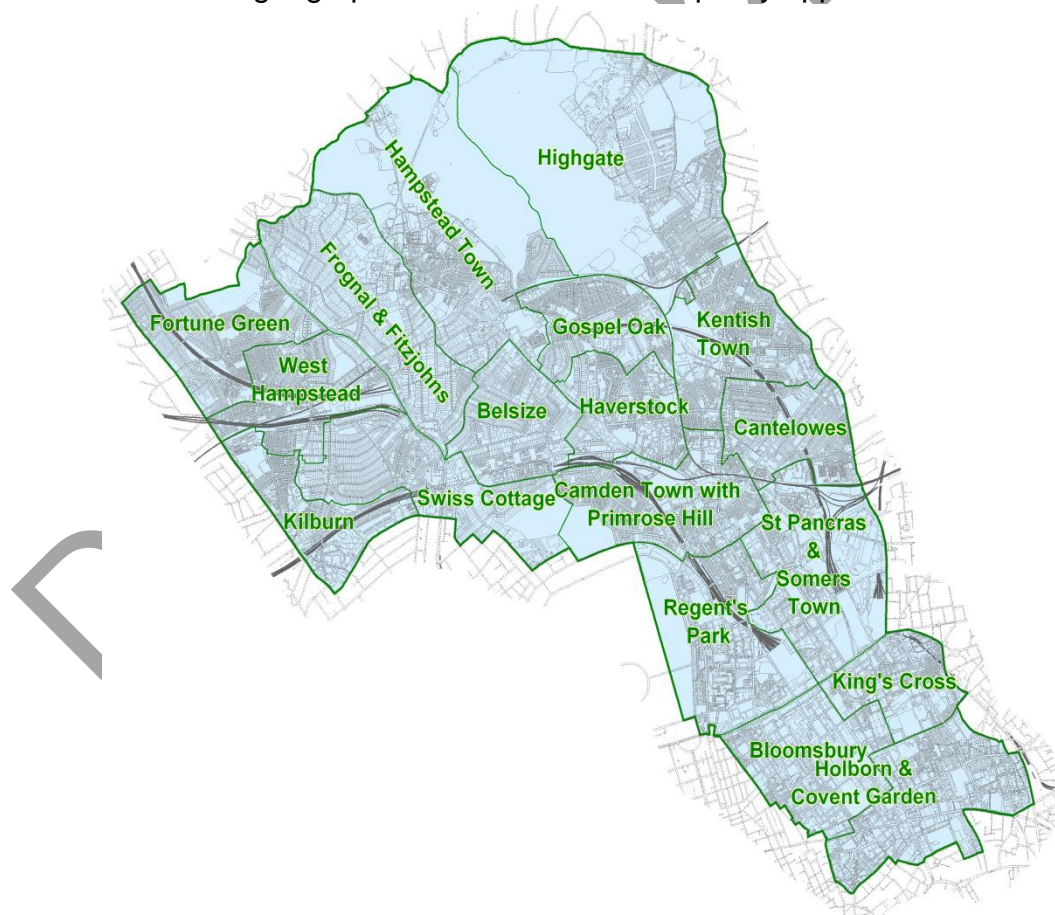 Highgate
Hampstead Town
Frognal & Fitzjohns
Fortune Green
Gospel Oak
Kentish
Town
West
Hampstead
Belsize
Haverstock
Cantelowes
Swiss Cottage
Camden Town with
Primrose Hill
Kilburn
St Pancras
&
Somers
Town
Regent's
Park
King's Cross
Bloomsbury
Holborn &
Covent Garden